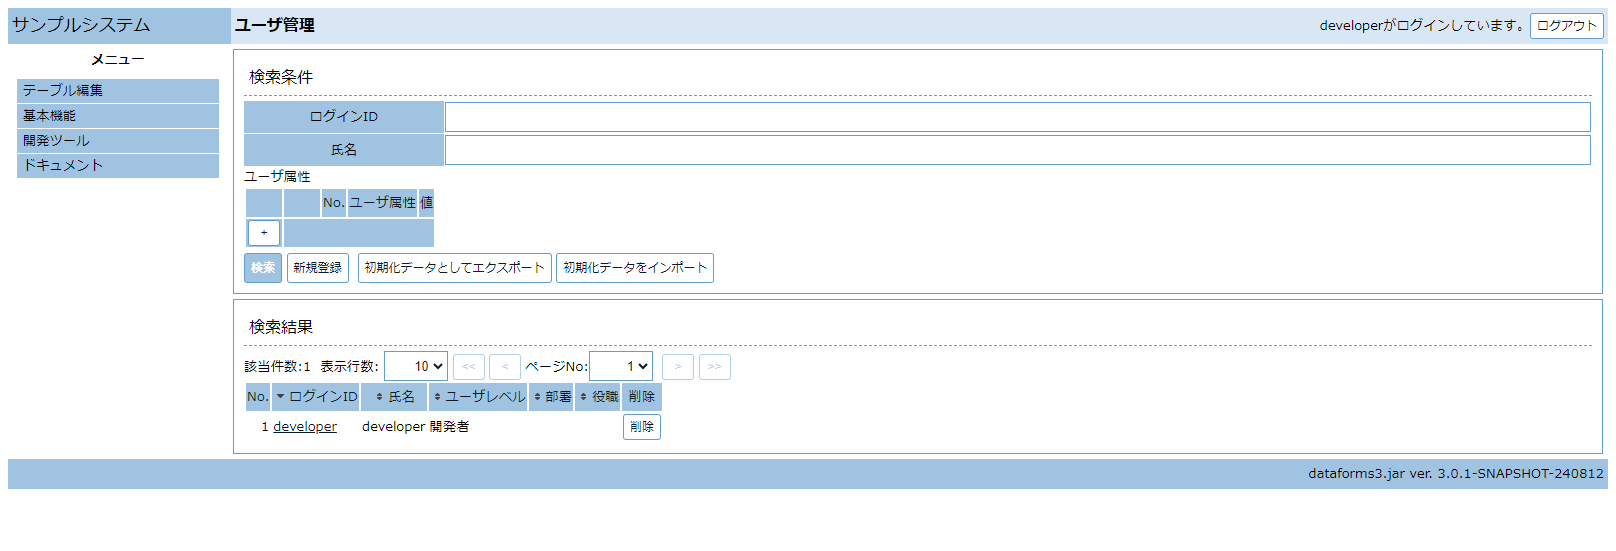 サンプルシステム
ユーザ管理
developerがログインしています。 ログアウト
メニュー
テーブル編集
基本機能
開発ツール
ドキュメント
検索条件
ログインID
氏名
ユーザ属性
No. ユーザ属性 値
+
検索 新規登録 初期化データとしてエクスポート 初期化データをインポート
検索結果
該当件数:1 表示行数: 10 << < ページNo: 1 > >>
No. ログインID 氏名 ユーザレベル 部署 役職 削除
1 developer developer 開発者 削除
dataforms3.jar ver. 3.0.1-SNAPSHOT-240812